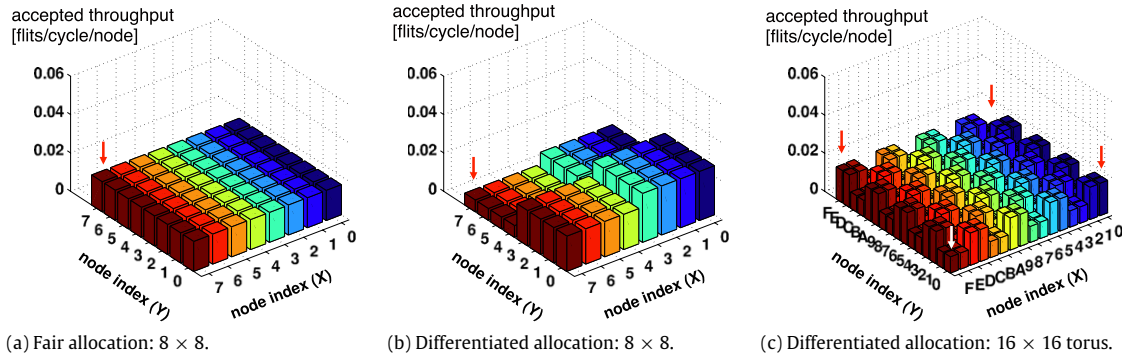 accepted throughput
[flits/cycle/node]
0.06
0.04
0.02
0
7
6
5
4
3
2
1
0
7
6
5
4
3
2
1
0
node index (Y)
node index (X)
(a) Fair allocation: 8 × 8.
accepted throughput
[flits/cycle/node]
0.06
0.04
0.02
0
7
6
5
4
3
2
1
0
7
6
5
4
3
2
1
0
node index (Y)
node index (X)
(b) Differentiated allocation: 8 × 8.
accepted throughput
[flits/cycle/node]
0.06
0.04
0.02
0
FEDCBA9876543210
FEDCBA9876543210
node index (Y)
node index (X)
(c) Differentiated allocation: 16 × 16 torus.